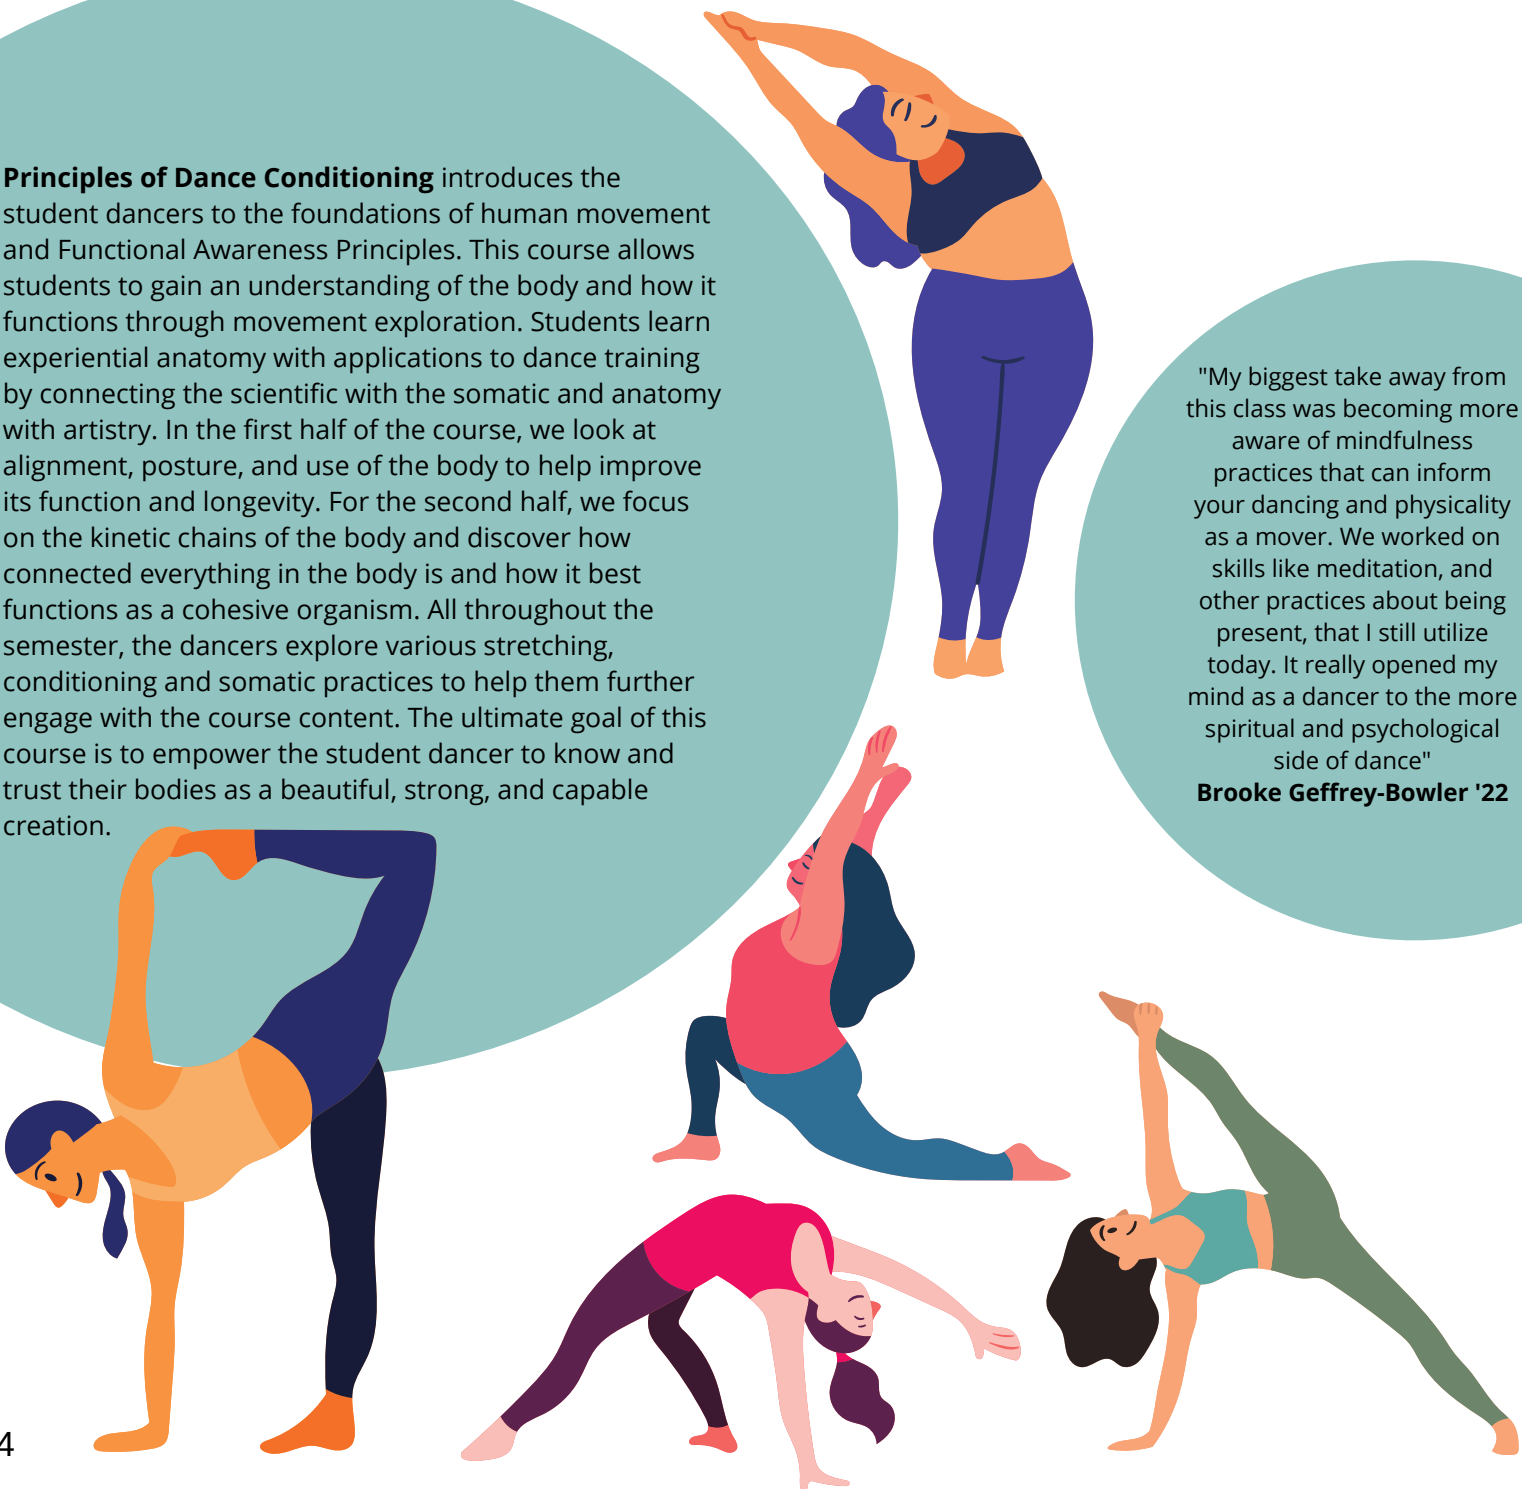 Principles of Dance Conditioning introduces the
student dancers to the foundations of human movement
and Functional Awareness Principles. This course allows
students to gain an understanding of the body and how it
functions through movement exploration. Students learn
experiential anatomy with applications to dance training
by connecting the scientific with the somatic and anatomy
with artistry. In the first half of the course, we look at
alignment, posture, and use of the body to help improve
its function and longevity. For the second half, we focus
on the kinetic chains of the body and discover how
connected everything in the body is and how it best
functions as a cohesive organism. All throughout the
semester, the dancers explore various stretching,
conditioning and somatic practices to help them further
engage with the course content. The ultimate goal of this
course is to empower the student dancer to know and
trust their bodies as a beautiful, strong, and capable
creation.
"My biggest take away from
this class was becoming more
aware of mindfulness
practices that can inform
your dancing and physicality
as a mover. We worked on
skills like meditation, and
other practices about being
present, that I still utilize
today. It really opened my
mind as a dancer to the more
spiritual and psychological
side of dance"
Brooke Geffrey-Bowler '22
4